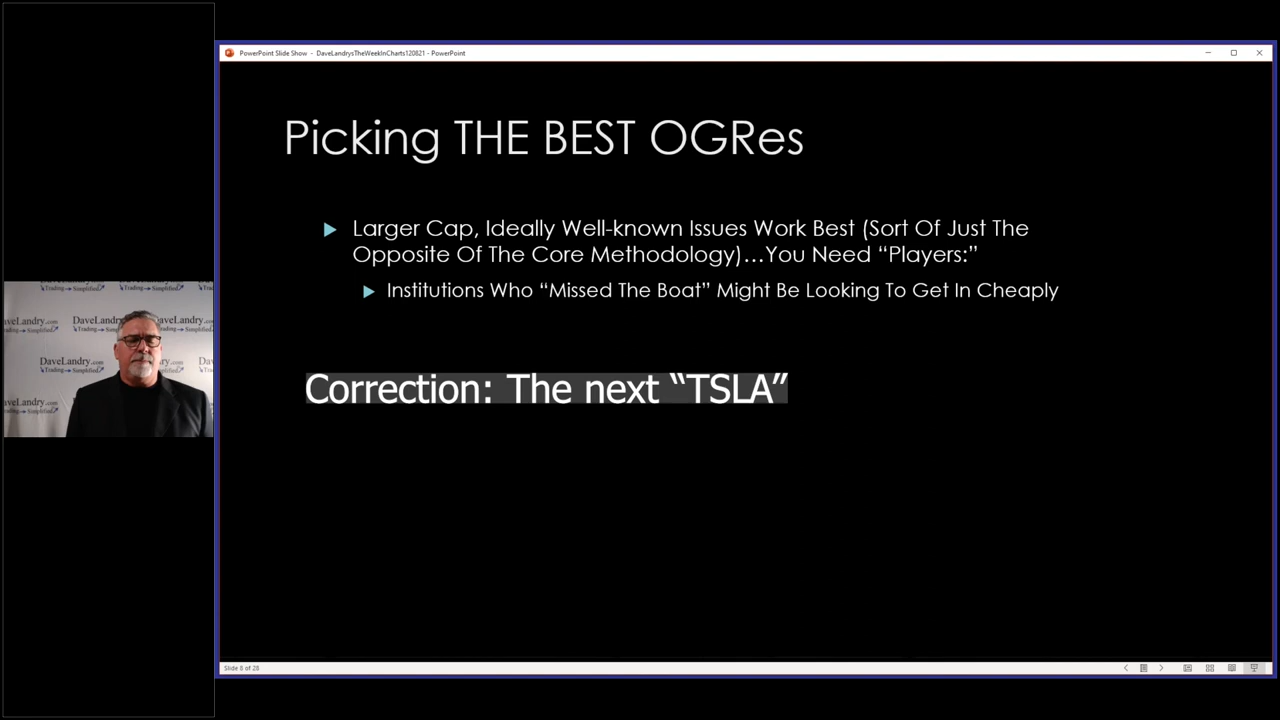 PowerPoint Slide Show - DaveLandrysTheWeekInCharts120821 - PowerPoint
Picking THE BEST OGRes
Larger Cap, Ideally Well-known Issues Work Best (Sort Of Just The
Opposite Of The Core Methodology)…You Need “Players:”
Institutions Who “Missed The Boat” Might Be Looking To Get In Cheaply
Correction: The next “TSLA”
DaveLandry.com
Trading Simplified
Slide 8 of 28